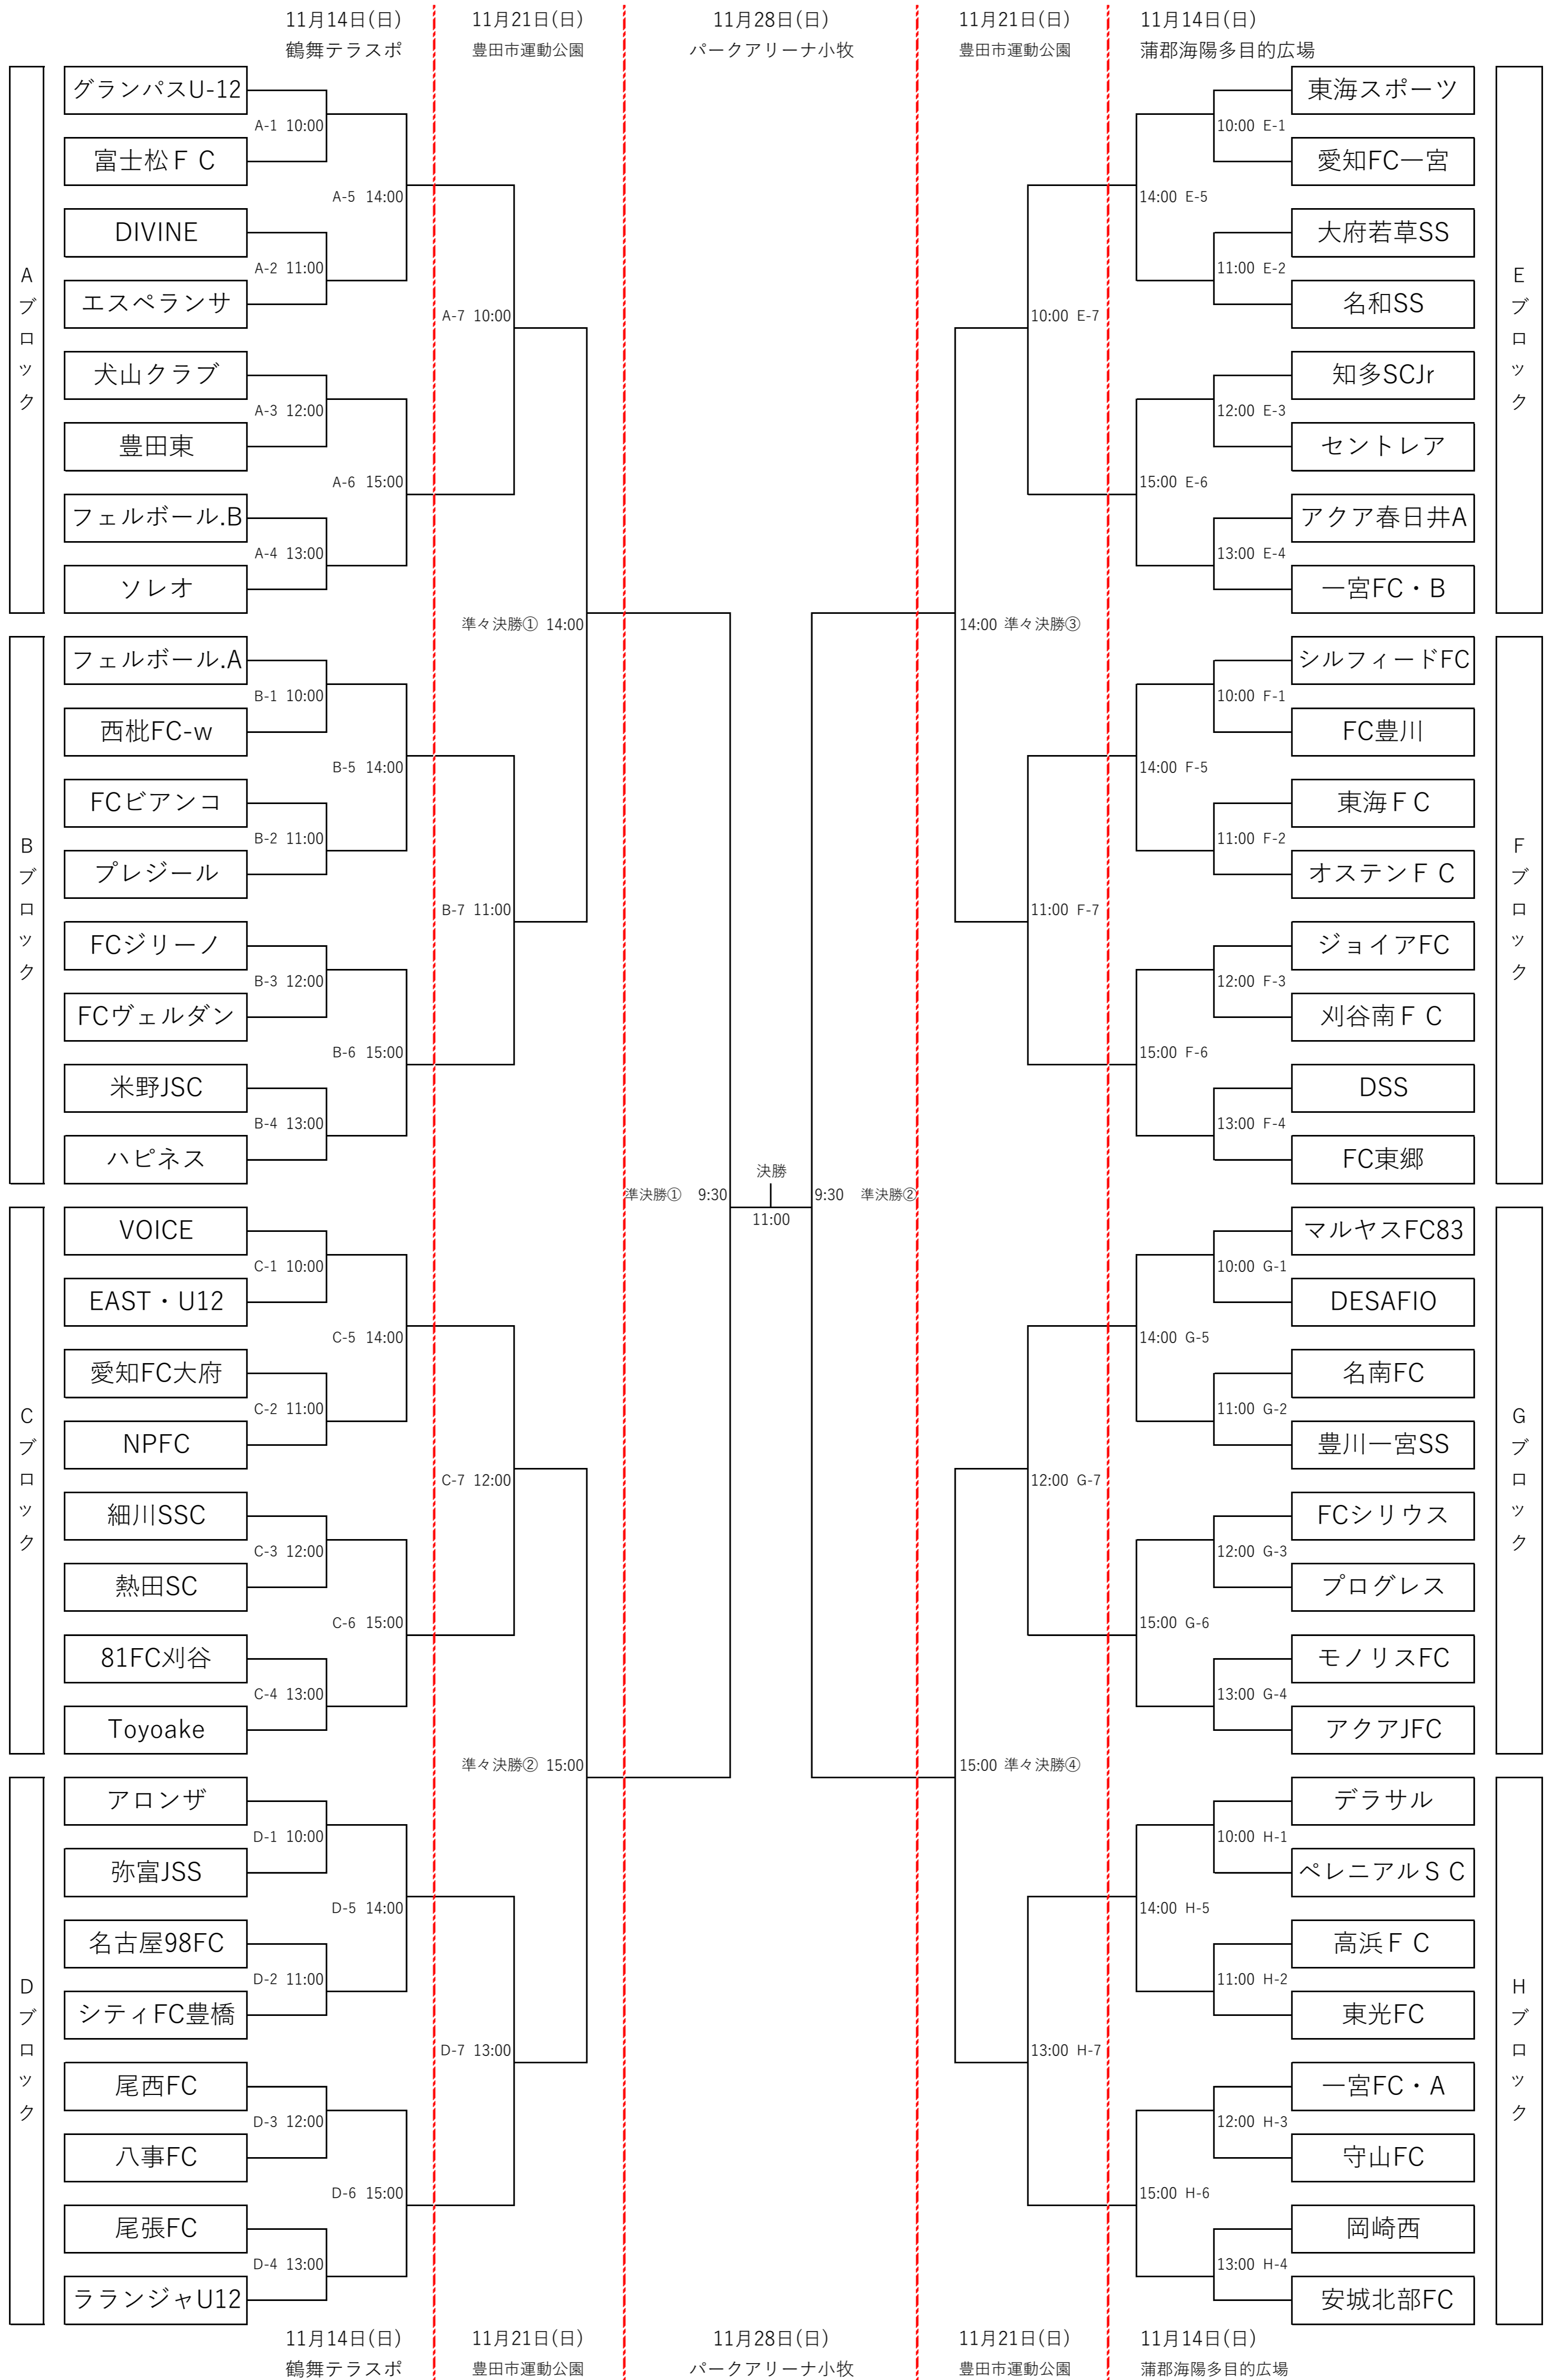 11月14日(日)
鶴舞テラスポ
11月21日(日)
豊田市運動公園
11月28日(日)
パークアリーナ小牧
11月21日(日)
豊田市運動公園
11月14日(日)
蒲郡海陽多目的広場
Aブロック
グランパスU-12
A-1 10:00
富士松ＦＣ
A-5 14:00
DIVINE
A-2 11:00
エスペランサ
A-7 10:00
犬山クラブ
A-3 12:00
豊田東
A-6 15:00
フェルボール.B
A-4 13:00
ソレオ
準々決勝① 14:00
Bブロック
フェルボール.A
B-1 10:00
西枇FC-w
B-5 14:00
FCビアンコ
B-2 11:00
プレジール
B-7 11:00
FCジリーノ
B-3 12:00
FCヴェルダン
B-6 15:00
米野JSC
B-4 13:00
ハピネス
準決勝① 9:30
決勝
11:00
9:30 準決勝②
Cブロック
VOICE
C-1 10:00
EAST・U12
C-5 14:00
愛知FC大府
C-2 11:00
NPFC
C-7 12:00
細川SSC
C-3 12:00
熱田SC
C-6 15:00
81FC刈谷
C-4 13:00
Toyoake
準々決勝② 15:00
Dブロック
アロンザ
D-1 10:00
弥富JSS
D-5 14:00
名古屋98FC
D-2 11:00
シティFC豊橋
D-7 13:00
尾西FC
D-3 12:00
八事FC
D-6 15:00
尾張FC
D-4 13:00
ラランジャU12
Eブロック
東海スポーツ
10:00 E-1
愛知FC一宮
14:00 E-5
大府若草SS
11:00 E-2
名和SS
10:00 E-7
知多SCJr
12:00 E-3
セントレア
15:00 E-6
アクア春日井A
13:00 E-4
一宮FC・B
14:00 準々決勝③
Fブロック
シルフィードFC
10:00 F-1
FC豊川
14:00 F-5
東海ＦＣ
11:00 F-2
オステンＦＣ
11:00 F-7
ジョイアFC
12:00 F-3
刈谷南ＦＣ
15:00 F-6
DSS
13:00 F-4
FC東郷
Gブロック
マルヤスFC83
10:00 G-1
DESAFIO
14:00 G-5
名南FC
11:00 G-2
豊川一宮SS
12:00 G-7
FCシリウス
12:00 G-3
プログレス
15:00 G-6
モノリスFC
13:00 G-4
アクアJFC
15:00 準々決勝④
Hブロック
デラサル
10:00 H-1
ペレニアルＳＣ
14:00 H-5
高浜ＦＣ
11:00 H-2
東光FC
13:00 H-7
一宮FC・A
12:00 H-3
守山FC
15:00 H-6
岡崎西
13:00 H-4
安城北部FC
11月14日(日)
鶴舞テラスポ
11月21日(日)
豊田市運動公園
11月28日(日)
パークアリーナ小牧
11月21日(日)
豊田市運動公園
11月14日(日)
蒲郡海陽多目的広場